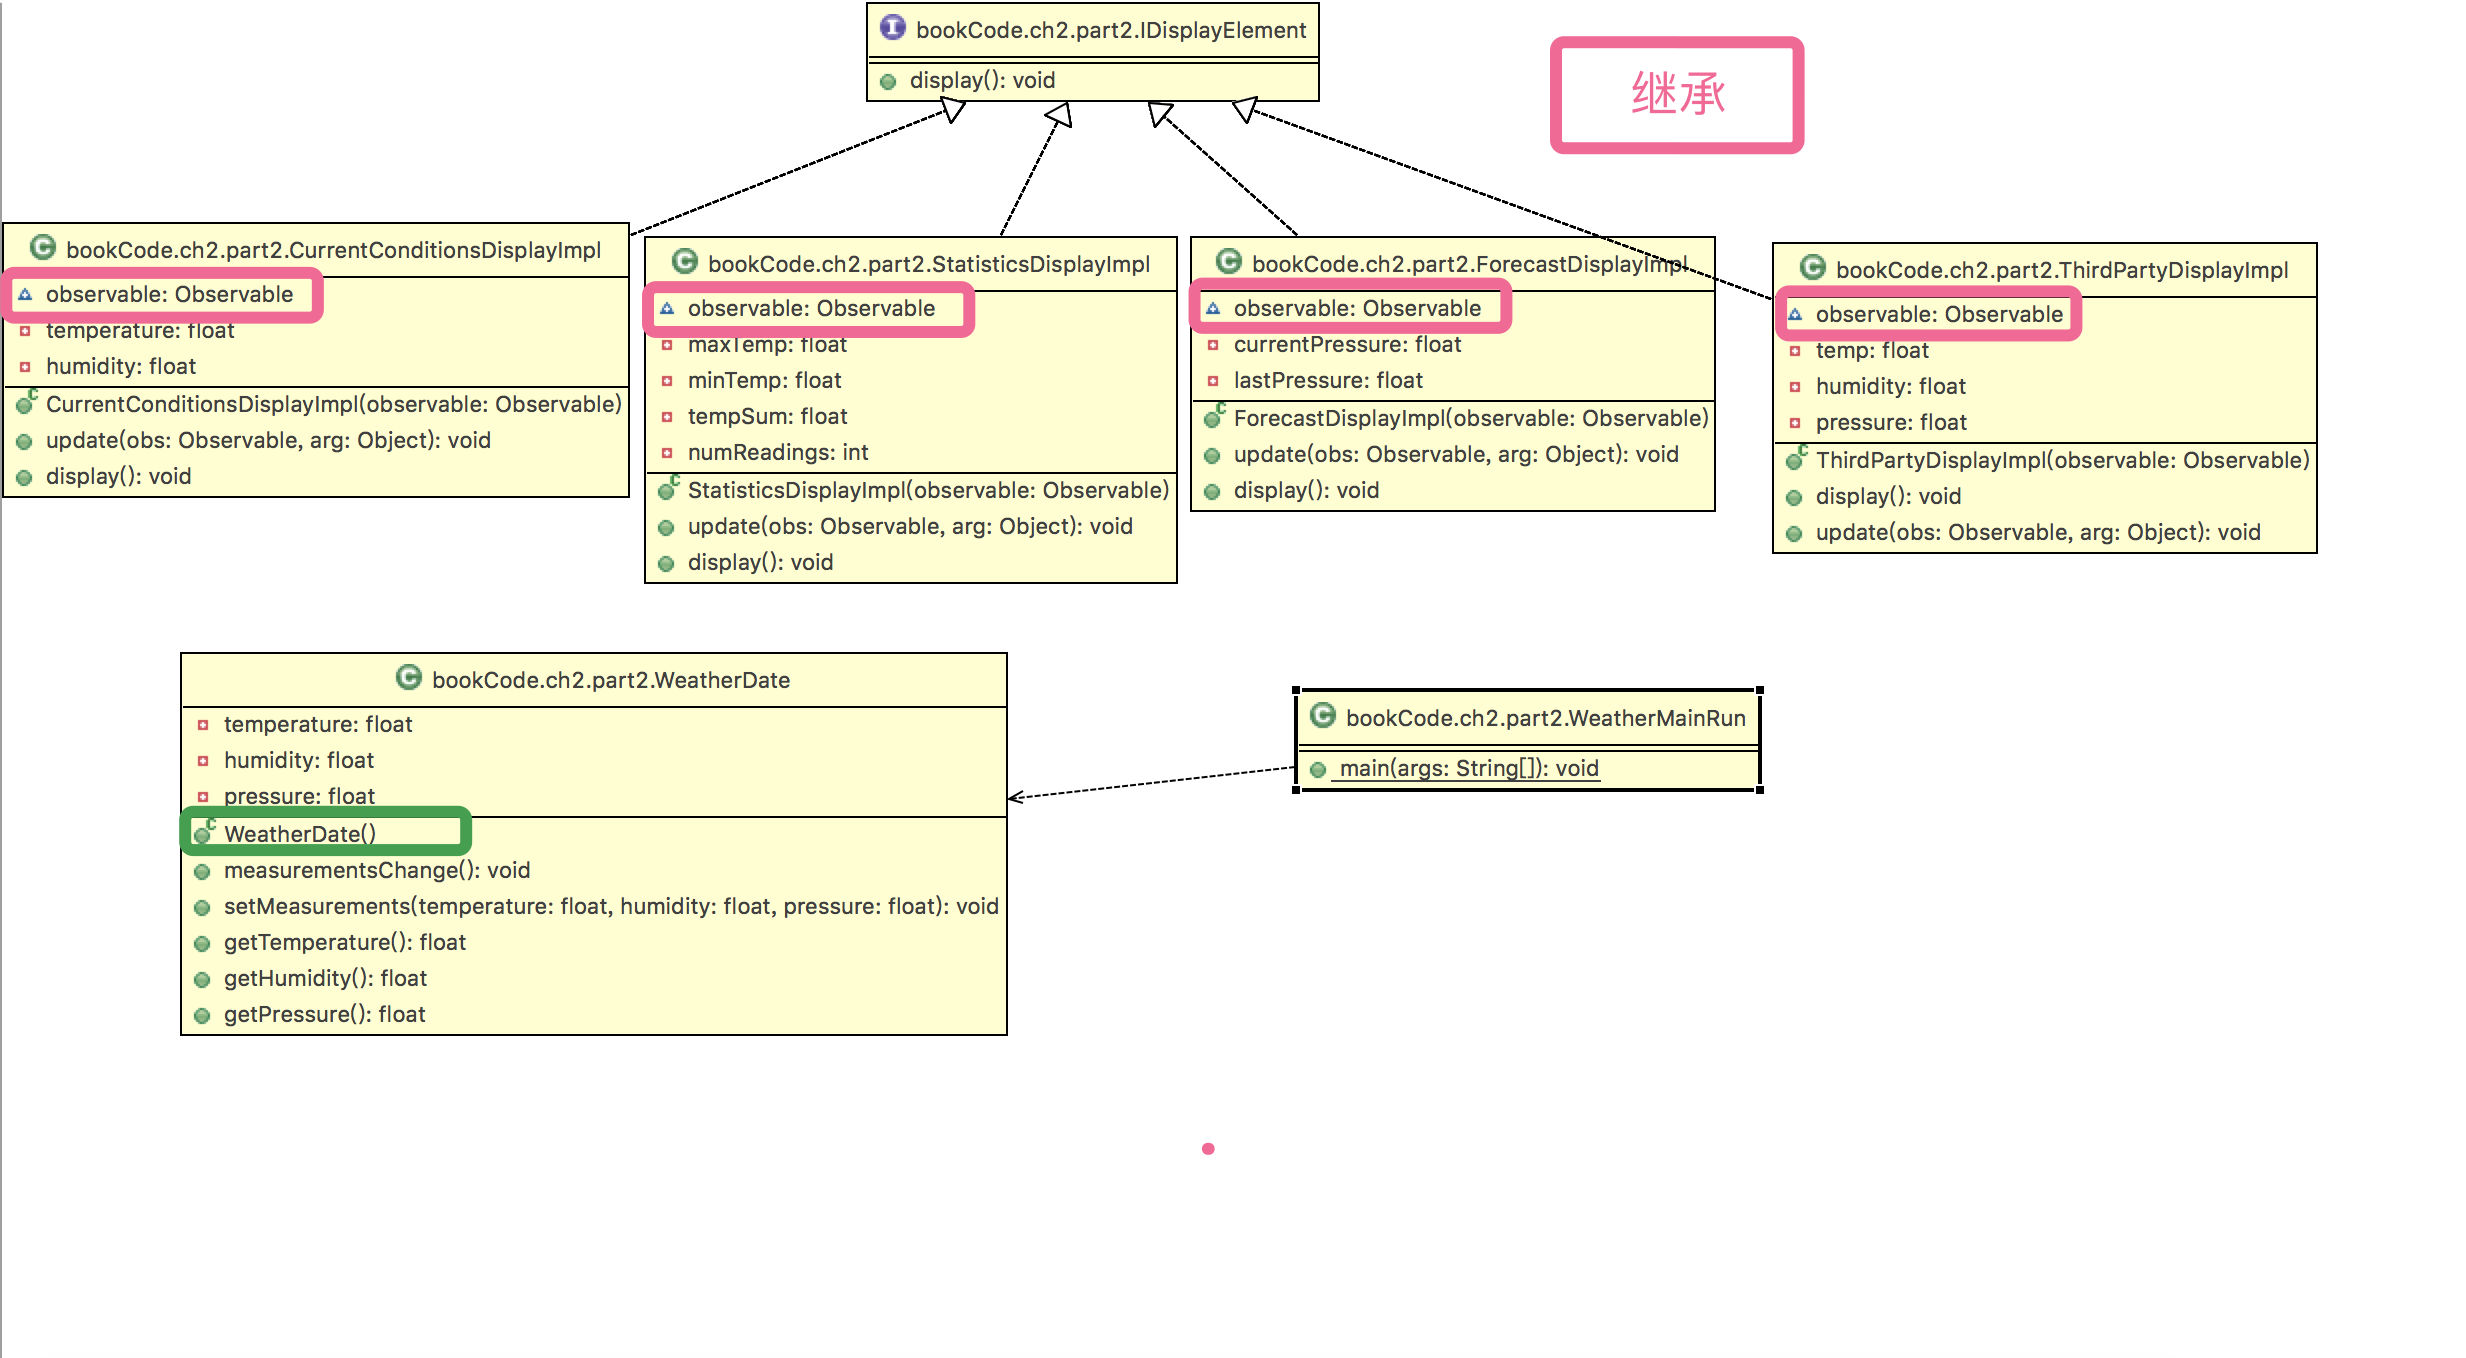 bookCode.ch2.part2.IDisplayElement
display(): void
继承
bookCode.ch2.part2.CurrentConditionsDisplayImpl
observable: Observable
temperature: float
humidity: float
CurrentConditionsDisplayImpl(observable: Observable)
update(obs: Observable, arg: Object): void
display(): void
bookCode.ch2.part2.StatisticsDisplayImpl
observable: Observable
maxTemp: float
minTemp: float
tempSum: float
numReadings: int
StatisticsDisplayImpl(observable: Observable)
update(obs: Observable, arg: Object): void
display(): void
bookCode.ch2.part2.ForecastDisplayImpl
observable: Observable
currentPressure: float
lastPressure: float
ForecastDisplayImpl(observable: Observable)
update(obs: Observable, arg: Object): void
display(): void
bookCode.ch2.part2.ThirdPartyDisplayImpl
observable: Observable
temp: float
humidity: float
pressure: float
ThirdPartyDisplayImpl(observable: Observable)
display(): void
update(obs: Observable, arg: Object): void
bookCode.ch2.part2.WeatherDate
temperature: float
humidity: float
pressure: float
WeatherDate()
measurementsChange(): void
setMeasurements(temperature: float, humidity: float, pressure: float): void
getTemperature(): float
getHumidity(): float
getPressure(): float
bookCode.ch2.part2.WeatherMainRun
main(args: String[]): void